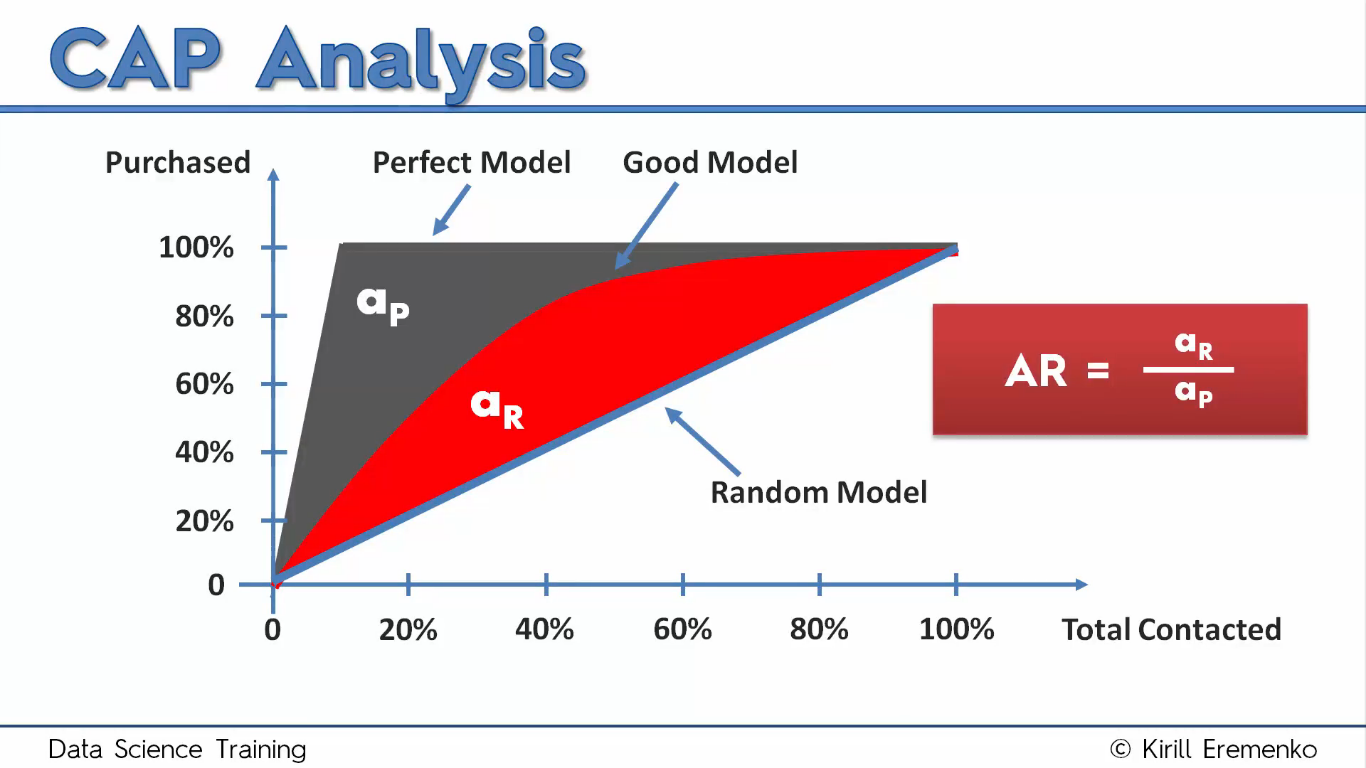 CAP Analysis
Purchased
Perfect Model
Good Model
100%
80%
60%
40%
20%
0
aP
aR
AR = aR
aP
Random Model
0 20% 40% 60% 80% 100% Total Contacted
Data Science Training
© Kirill Eremenko